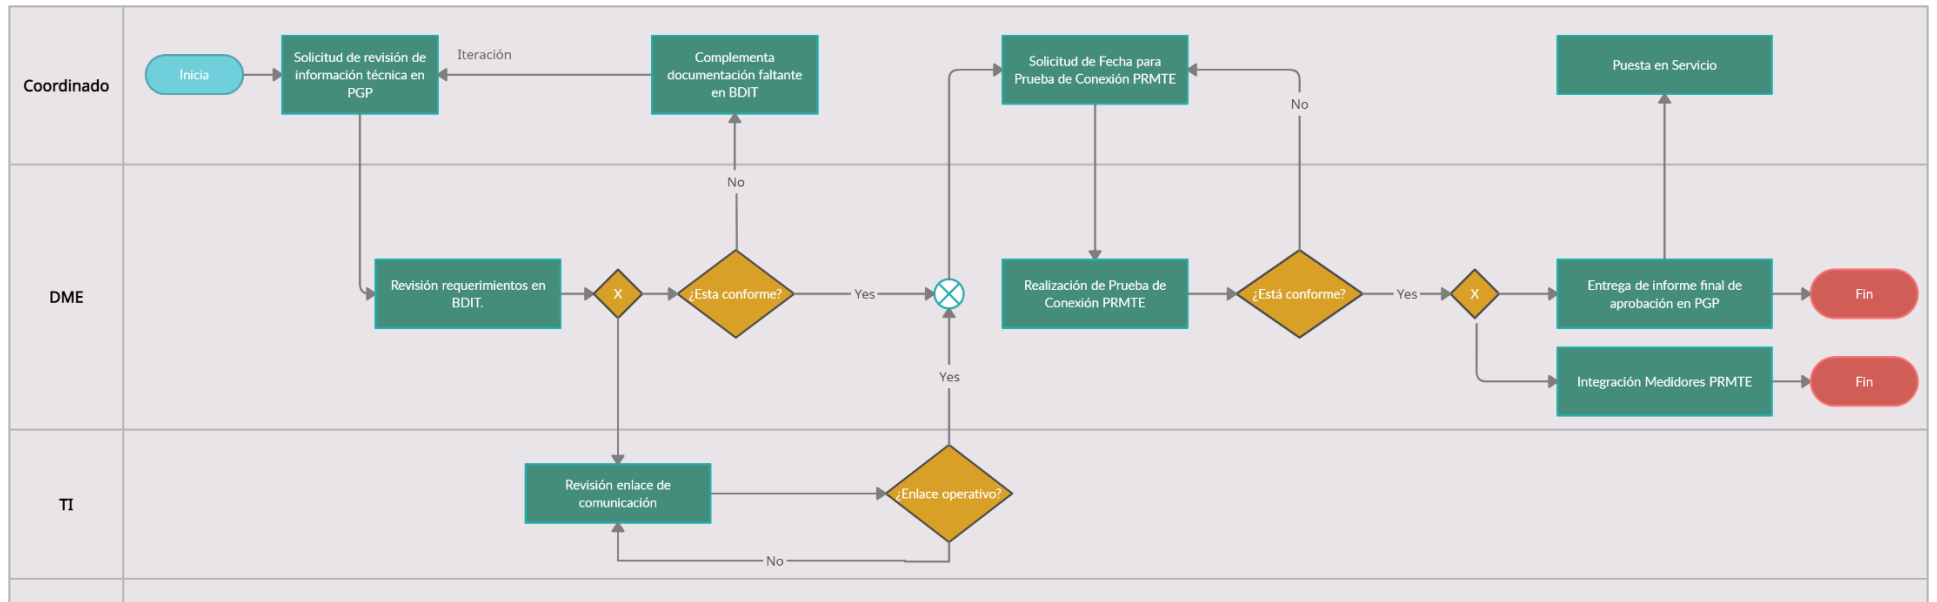 Coordinado
Inicia
Solicitud de revisión de
información técnica en
PGP
Iteración
Complementa
documentación faltante
en BDIT
Solicitud de Fecha para
Prueba de Conexión PRMTE
No
Puesta en Servicio
No
DME
Revisión requerimientos en
BDIT.
X
¿Esta conforme?
Yes
Realización de Prueba de
Conexión PRMTE
¿Está conforme?
Yes
X
Entrega de informe final de
aprobación en PGP
Fin
Yes
Integración Medidores PRMTE
Fin
TI
Revisión enlace de
comunicación
¿Enlace operativo?
No